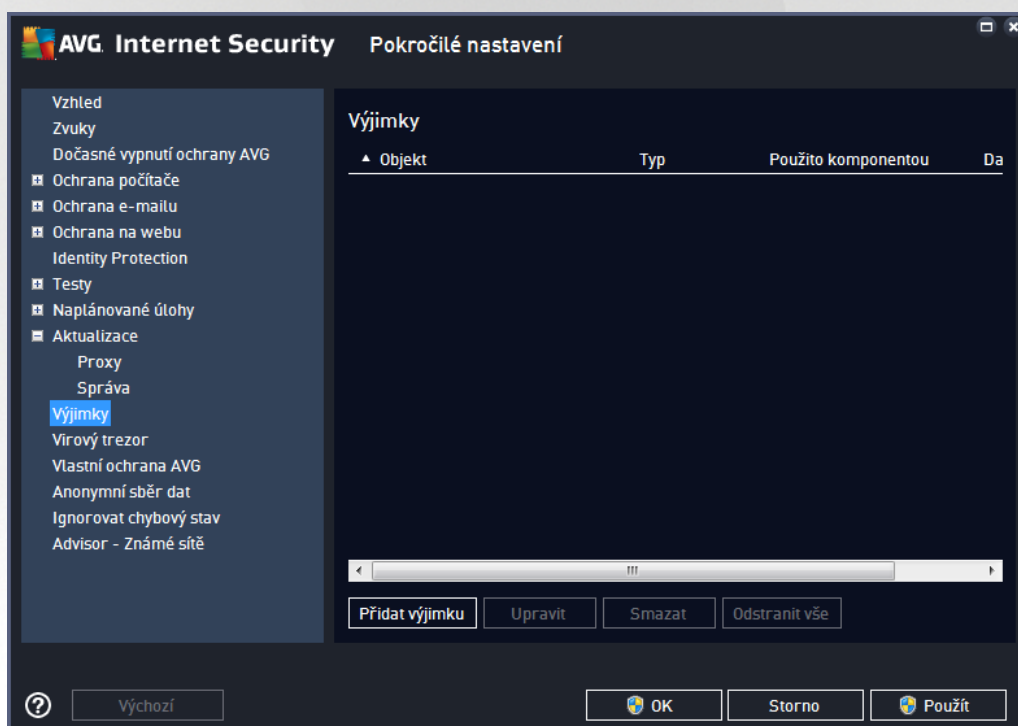 AVG. Internet Security Pokročilé nastavení
Vzhled
Zvuky
Dočasné vypnutí ochrany AVG
Ochrana počítače
Ochrana e-mailu
Ochrana na webu
Identity Protection
Testy
Naplánované úlohy
Aktualizace
Proxy
Správa
Výjimky
Virový trezor
Vlastní ochrana AVG
Anonymní sběr dat
Ignorovat chybový stav
Advisor - Známé sítě
Výjimky
Objekt Typ Použito komponentou Da
Přidat výjimku Upravit Smazat Odstranit vše
Výchozí OK Storno Použít